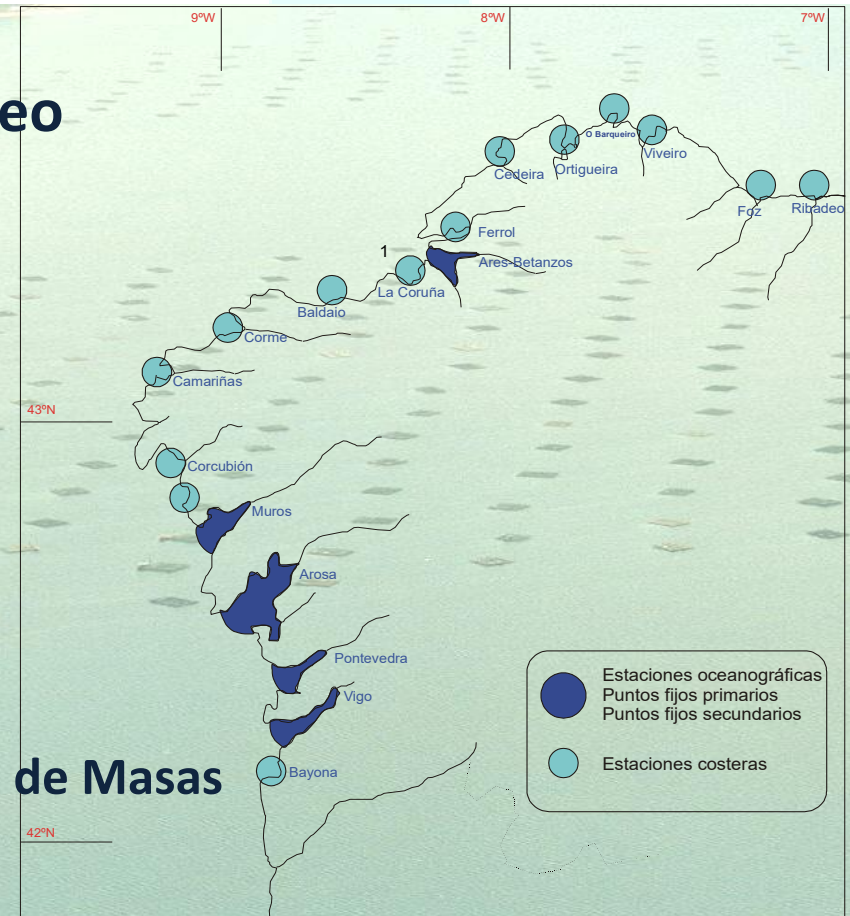 9ºW
8ºW
7ºW
eo
O Barqueiro
Viveiro
Cedeira
Ortigueira
Foz
Ribadeo
Ferrol
1
Ares-Betanzos
La Coruña
Baldaio
Corme
Camariñas
43ºN
Corcubión
Muros
Arosa
Pontevedra
Vigo
Estaciones oceanográficas
Puntos fijos primarios
Puntos fijos secundarios
Estaciones costeras
de Masas
Bayona
42ºN